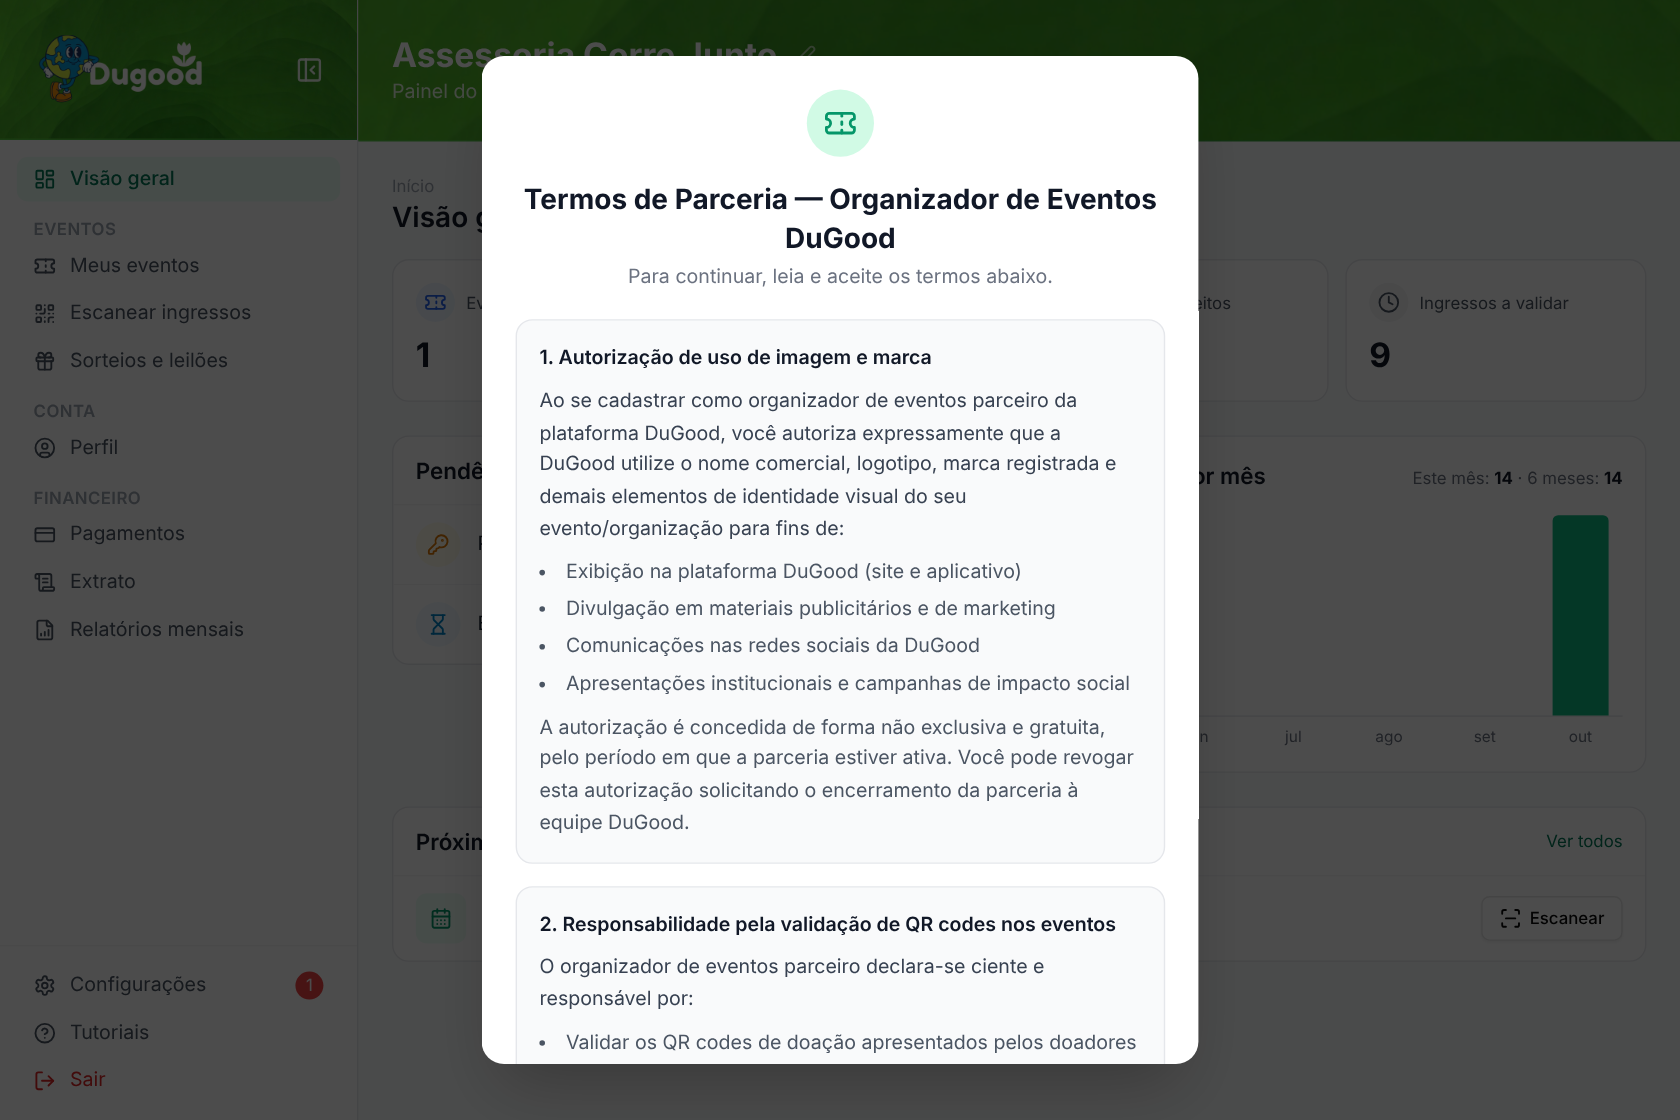 Dugood
Assessoria Corre Junto
Painel do
Visão geral
EVENTOS
Meus eventos
Escanear ingressos
Sorteios e leilões
CONTA
Perfil
FINANCEIRO
Pagamentos
Extrato
Relatórios mensais
Configurações
1
Tutoriais
Sair
Início
Visão
1
Ingressos a validar
9
Este mês: 14 · 6 meses: 14
or mês
jul
ago
set
out
Ver todos
Escanear
Termos de Parceria — Organizador de Eventos
DuGood
Para continuar, leia e aceite os termos abaixo.
1. Autorização de uso de imagem e marca
Ao se cadastrar como organizador de eventos parceiro da
plataforma DuGood, você autoriza expressamente que a
DuGood utilize o nome comercial, logotipo, marca registrada e
demais elementos de identidade visual do seu
evento/organização para fins de:
• Exibição na plataforma DuGood (site e aplicativo)
• Divulgação em materiais publicitários e de marketing
• Comunicações nas redes sociais da DuGood
• Apresentações institucionais e campanhas de impacto social
A autorização é concedida de forma não exclusiva e gratuita,
pelo período em que a parceria estiver ativa. Você pode revogar
esta autorização solicitando o encerramento da parceria à
equipe DuGood.
2. Responsabilidade pela validação de QR codes nos eventos
O organizador de eventos parceiro declara-se ciente e
responsável por:
• Validar os QR codes de doação apresentados pelos doadores